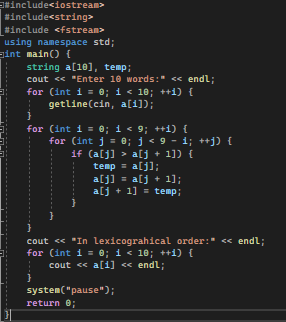 #include<iostream>
#include<string>
#include <fstream>
using namespace std;
int main() {
string a[10], temp;
cout << "Enter 10 words:" << endl;
for (int i = 0; i < 10; ++i) {
getline(cin, a[i]);
}
for (int i = 0; i < 9; ++i) {
for (int j = 0; j < 9 - i; ++j) {
if (a[j] > a[j + 1]) {
temp = a[j];
a[j] = a[j + 1];
a[j + 1] = temp;
}
}
}
cout << "In lexicograhical order:" << endl;
for (int i = 0; i < 10; ++i) {
cout << a[i] << endl;
}
system("pause");
return 0;
}